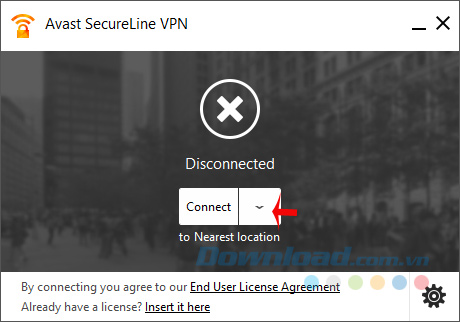 Avast SecureLine VPN
Disconnected
Connect
to Nearest location
Download.com.vn
By connecting you agree to our End User License Agreement
Already have a license? Insert it here